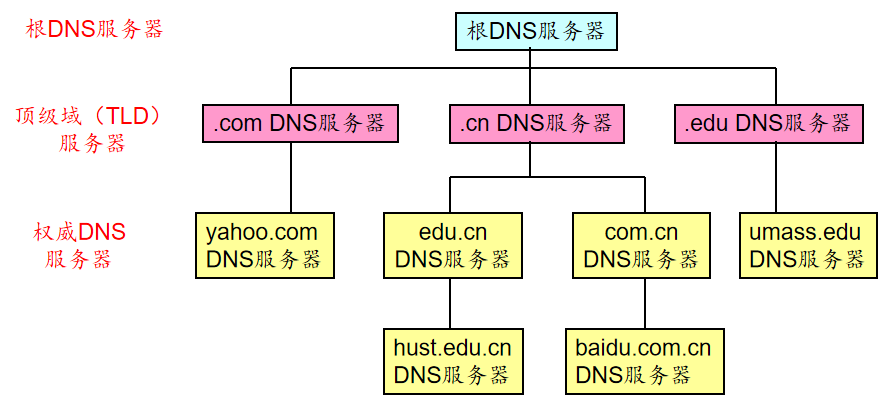 根DNS服务器
根DNS服务器
顶级域（TLD）
服务器
.com DNS服务器
.cn DNS服务器
.edu DNS服务器
权威DNS
服务器
yahoo.com
DNS服务器
edu.cn
DNS服务器
com.cn
DNS服务器
umass.edu
DNS服务器
hust.edu.cn
DNS服务器
baidu.com.cn
DNS服务器